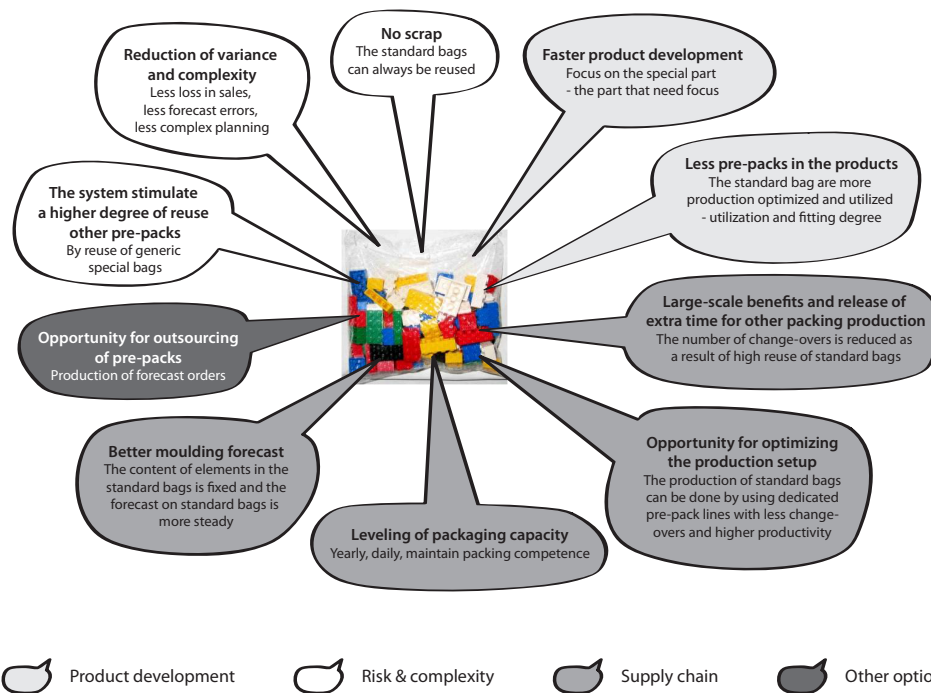 No scrap
The standard bags
can always be reused
Reduction of variance
and complexity
Less loss in sales,
less forecast errors,
less complex planning
Faster product development
Focus on the special part
- the part that need focus
Less pre-packs in the products
The standard bag are more
production optimized and utilized
- utilization and fitting degree
The system stimulate
a higher degree of reuse
other pre-packs
By reuse of generic
special bags
Large-scale benefits and release of
extra time for other packing production
The number of change-overs is reduced as
a result of high reuse of standard bags
Opportunity for outsourcing
of pre-packs
Production of forecast orders
Better moulding forecast
The content of elements in the
standard bags is fixed and the
forecast on standard bags is
more steady
Opportunity for optimizing
the production setup
The production of standard bags
can be done by using dedicated
pre-pack lines with less change-
overs and higher productivity
Leveling of packaging capacity
Yearly, daily, maintain packing competence
Product development
Risk & complexity
Supply chain
Other optio